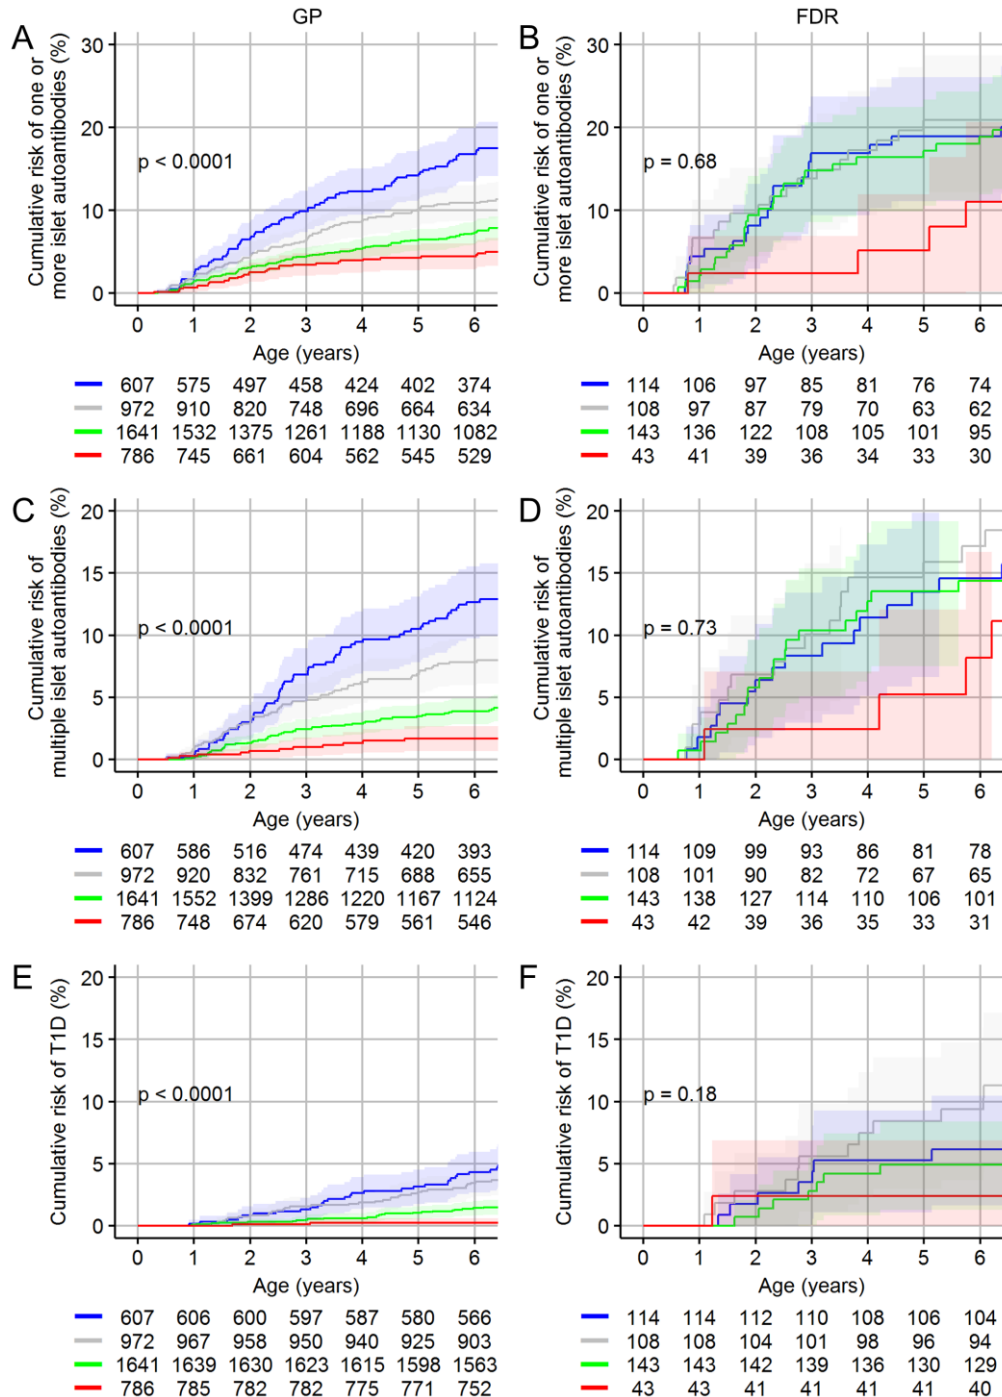 GP
FDR
A
Cumulative risk of one or
more islet autoantibodies (%)
30
20
10
0
p < 0.0001
0 1 2 3 4 5 6
Age (years)
607 575 497 458 424 402 374
972 910 820 748 696 664 634
1641 1532 1375 1261 1188 1130 1082
786 745 661 604 562 545 529
B
Cumulative risk of one or
more islet autoantibodies (%)
30
20
10
0
p = 0.68
0 1 2 3 4 5 6
Age (years)
114 106 97 85 81 76 74
108 97 87 79 70 63 62
143 136 122 108 105 101 95
43 41 39 36 34 33 30
C
Cumulative risk of
multiple islet autoantibodies (%)
20
15
10
5
0
p < 0.0001
0 1 2 3 4 5 6
Age (years)
607 586 516 474 439 420 393
972 920 832 761 715 688 655
1641 1552 1399 1286 1220 1167 1124
786 748 674 620 579 561 546
D
Cumulative risk of
multiple islet autoantibodies (%)
20
15
10
5
0
p = 0.73
0 1 2 3 4 5 6
Age (years)
114 109 99 93 86 81 78
108 101 90 82 72 67 65
143 138 127 114 110 106 101
43 42 39 36 35 33 31
E
Cumulative risk of T1D (%)
20
15
10
5
0
p < 0.0001
0 1 2 3 4 5 6
Age (years)
607 606 600 597 587 580 566
972 967 958 950 940 925 903
1641 1639 1630 1623 1615 1598 1563
786 785 782 782 775 771 752
F
Cumulative risk of T1D (%)
20
15
10
5
0
p = 0.18
0 1 2 3 4 5 6
Age (years)
114 114 112 110 108 106 104
108 108 104 101 98 96 94
143 143 142 139 136 130 129
43 43 41 41 41 41 40